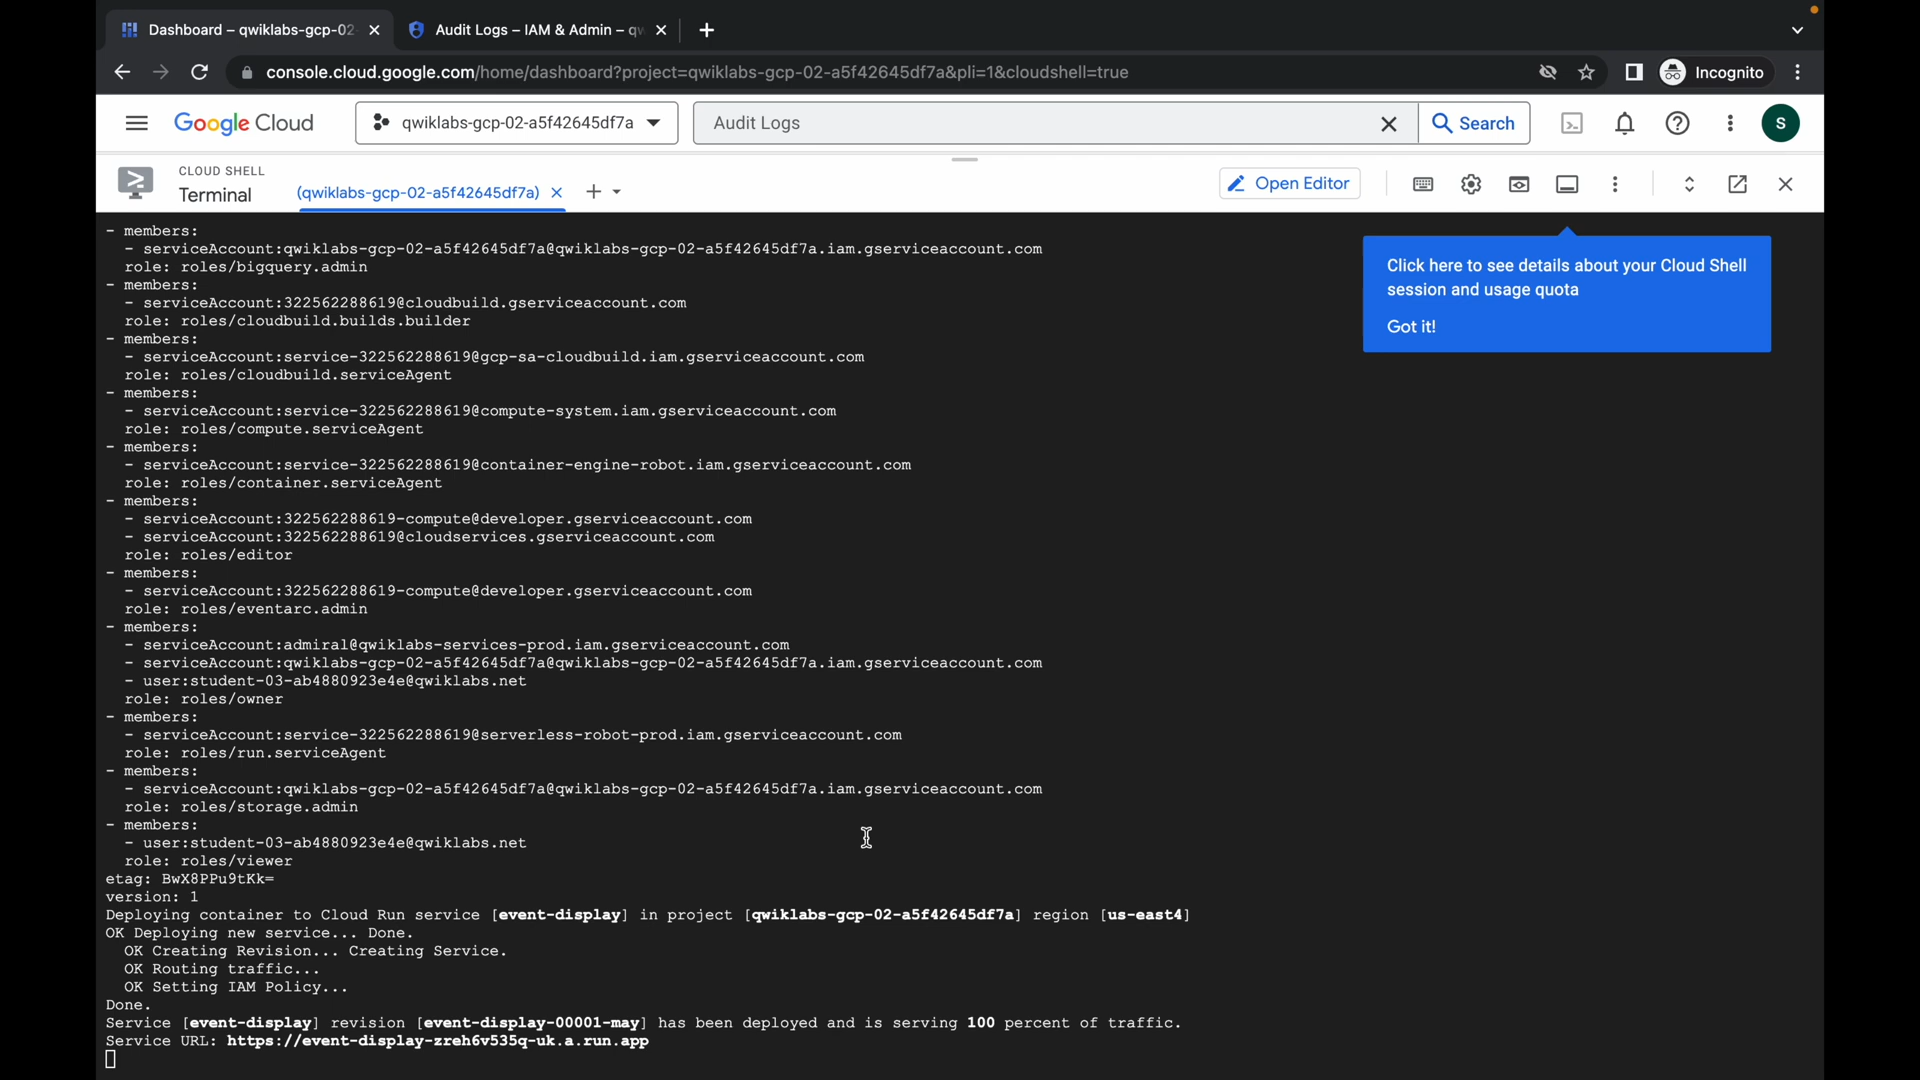 Dashboard – qwiklabs-gcp-02-
Audit Logs – IAM & Admin – qw
console.cloud.google.com/home/dashboard?project=qwiklabs-gcp-02-a5f42645df7a&pli=1&cloudshell=true
Incognito
Google Cloud
qwiklabs-gcp-02-a5f42645df7a
Audit Logs
Search
S
CLOUD SHELL
Terminal
(qwiklabs-gcp-02-a5f42645df7a)
Open Editor
Click here to see details about your Cloud Shell
session and usage quota
Got it!
- members:
- serviceAccount:qwiklabs-gcp-02-a5f42645df7a@qwiklabs-gcp-02-a5f42645df7a.iam.gserviceaccount.com
role: roles/bigquery.admin
- members:
- serviceAccount:322562288619@cloudbuild.gserviceaccount.com
role: roles/cloudbuild.builds.builder
- members:
- serviceAccount:service-322562288619@gcp-sa-cloudbuild.iam.gserviceaccount.com
role: roles/cloudbuild.serviceAgent
- members:
- serviceAccount:service-322562288619@compute-system.iam.gserviceaccount.com
role: roles/compute.serviceAgent
- members:
- serviceAccount:service-322562288619@container-engine-robot.iam.gserviceaccount.com
role: roles/container.serviceAgent
- members:
- serviceAccount:322562288619-compute@developer.gserviceaccount.com
- serviceAccount:322562288619@cloudservices.gserviceaccount.com
role: roles/editor
- members:
- serviceAccount:322562288619-compute@developer.gserviceaccount.com
role: roles/eventarc.admin
- members:
- serviceAccount:admiral@qwiklabs-services-prod.iam.gserviceaccount.com
- serviceAccount:qwiklabs-gcp-02-a5f42645df7a@qwiklabs-gcp-02-a5f42645df7a.iam.gserviceaccount.com
- user:student-03-ab4880923e4e@qwiklabs.net
role: roles/owner
- members:
- serviceAccount:service-322562288619@serverless-robot-prod.iam.gserviceaccount.com
role: roles/run.serviceAgent
- members:
- serviceAccount:qwiklabs-gcp-02-a5f42645df7a@qwiklabs-gcp-02-a5f42645df7a.iam.gserviceaccount.com
role: roles/storage.admin
- members:
- user:student-03-ab4880923e4e@qwiklabs.net
role: roles/viewer
etag: BwX8PPu9tKk=
version: 1
Deploying container to Cloud Run service [event-display] in project [qwiklabs-gcp-02-a5f42645df7a] region [us-east4]
OK Deploying new service... Done.
OK Creating Revision... Creating Service.
OK Routing traffic...
OK Setting IAM Policy...
Done.
Service [event-display] revision [event-display-00001-may] has been deployed and is serving 100 percent of traffic.
Service URL: https://event-display-zreh6v535q-uk.a.run.app